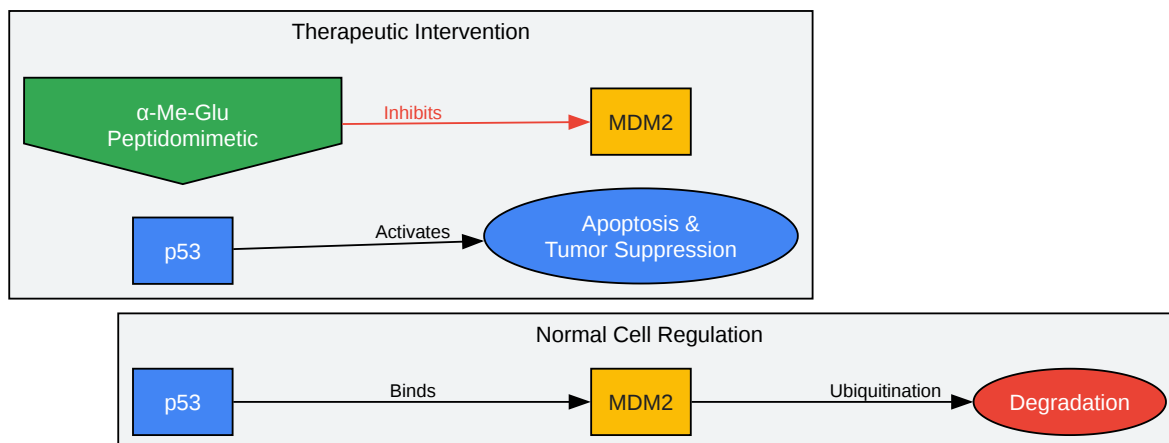 Therapeutic Intervention
α-Me-Glu
Peptidomimetic
Inhibits
MDM2
p53
Activates
Apoptosis &
Tumor Suppression
Normal Cell Regulation
p53
Binds
MDM2
Ubiquitination
Degradation